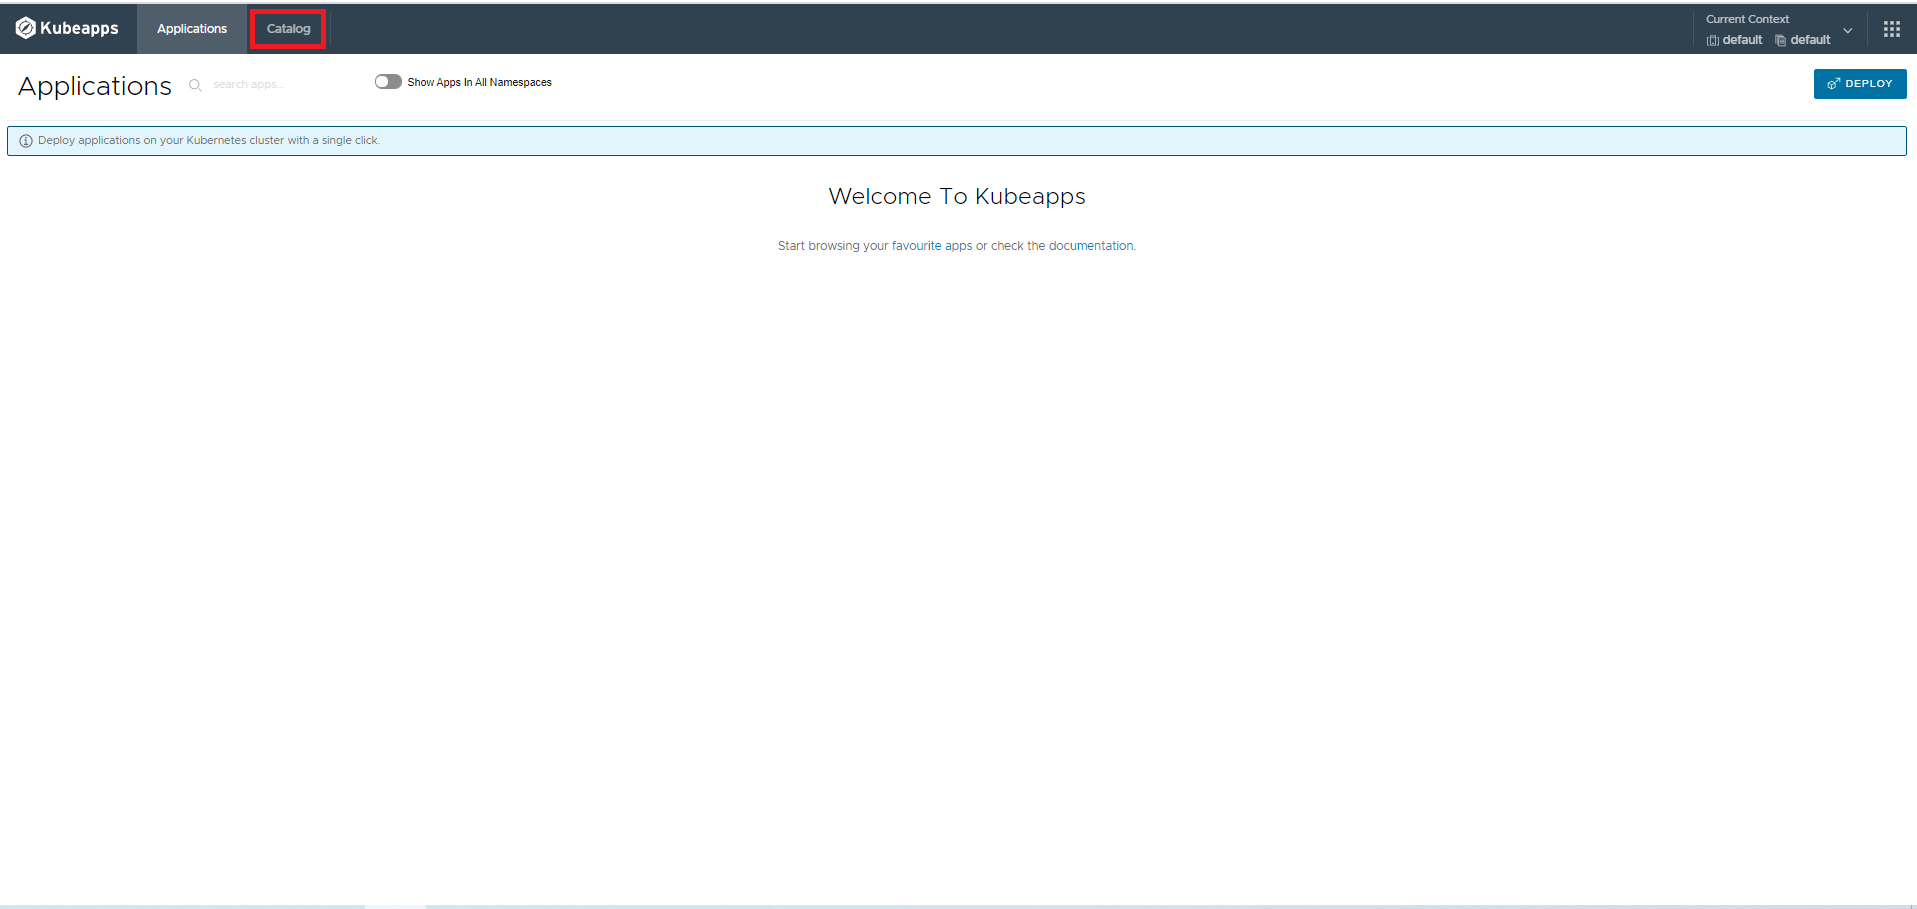 Kubeapps Applications Catalog
Current Context
default default
Applications search apps... Show Apps In All Namespaces DEPLOY
Deploy applications on your Kubernetes cluster with a single click.
Welcome To Kubeapps
Start browsing your favourite apps or check the documentation.